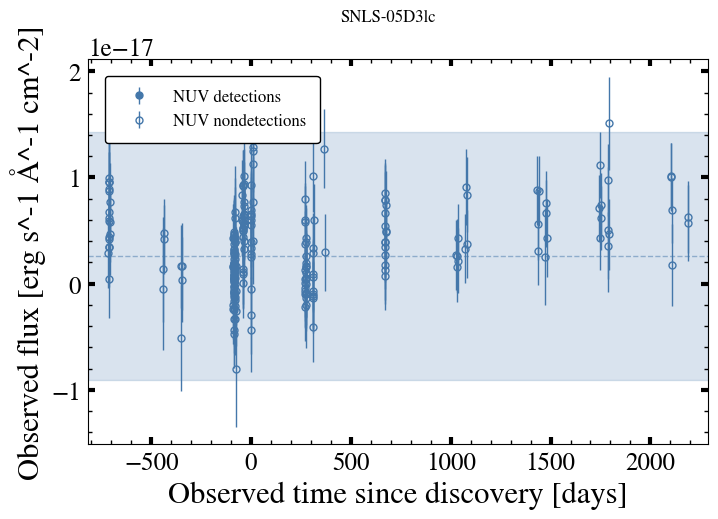 SNLS-05D3lc
1e−17
NUV detections
NUV nondetections
2
1
0
−1
Observed flux [erg s^-1 Å^-1 cm^-2]
−500 0 500 1000 1500 2000
Observed time since discovery [days]